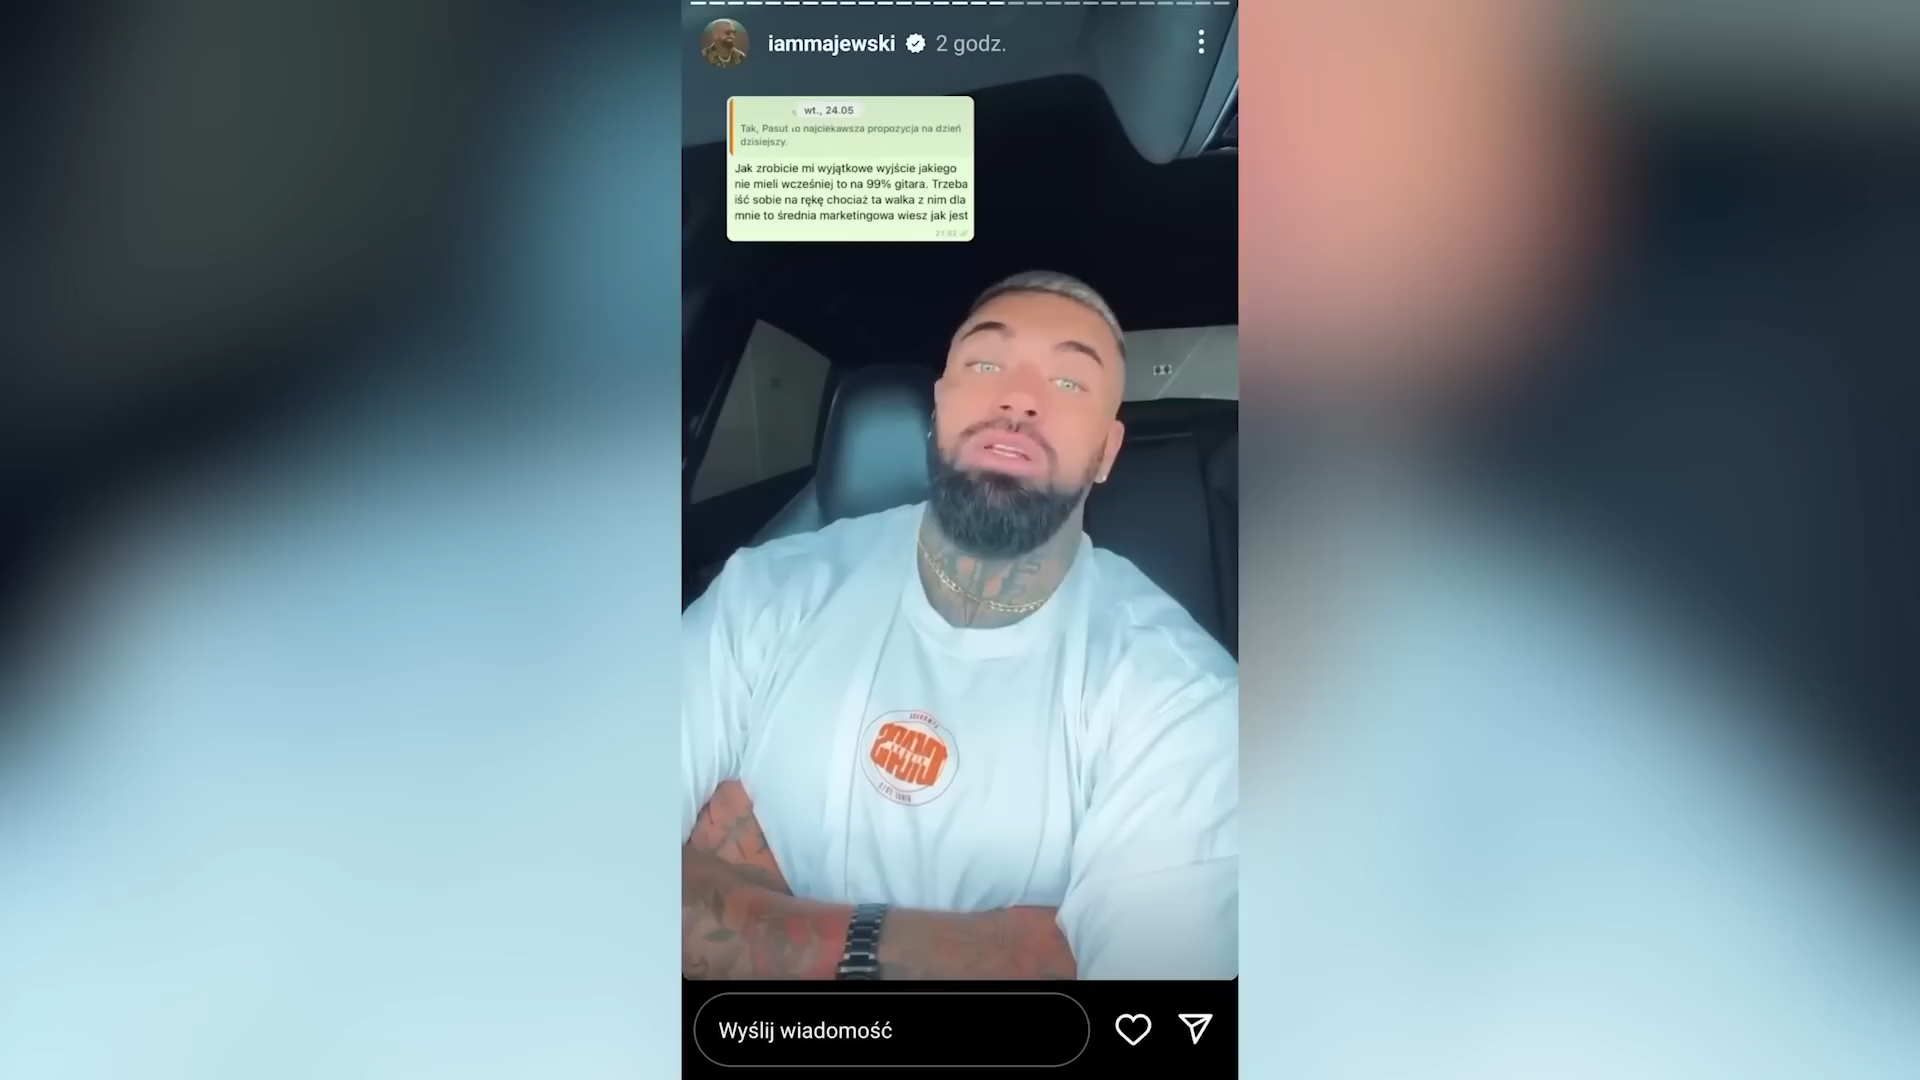 iammajewski 2 godz.
wt., 24.05
Tak, Pasut to najciekawsza propozycja na dzień
dzisiejszy.
Jak zrobicie mi wyjątkowe wyjście jakiego
nie mieli wcześniej to na 99% gitara. Trzeba
iść sobie na rękę chociaż ta walka z nim dla
mnie to średnia marketingowa wiesz jak jest
Wyślij wiadomość